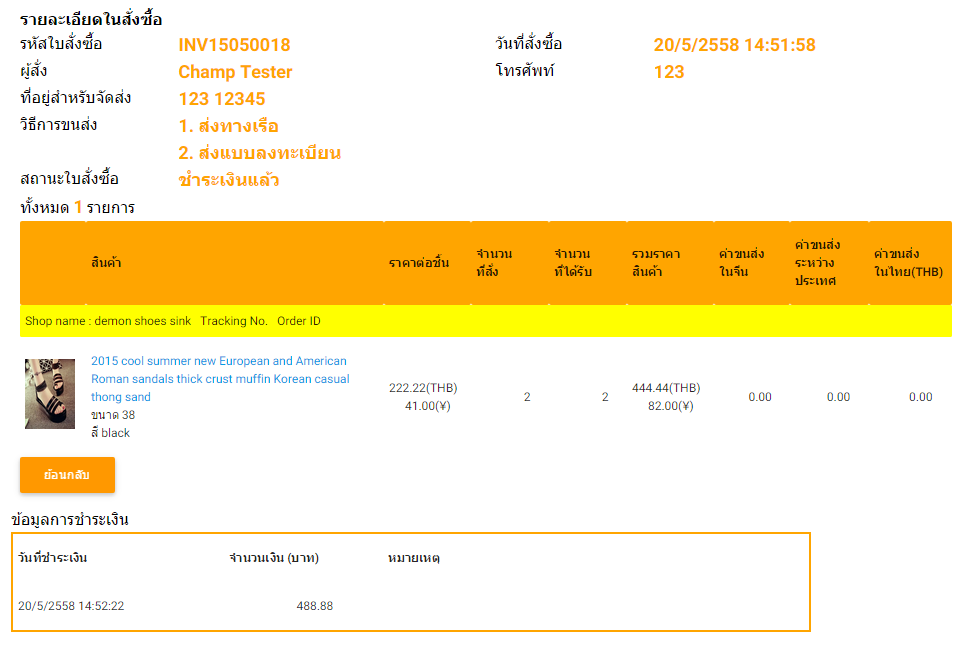 รายละเอียดใบสั่งซื้อ
รหัสใบสั่งซื้อ INV15050018 วันที่สั่งซื้อ 20/5/2558 14:51:58
ผู้สั่ง Champ Tester โทรศัพท์ 123
ที่อยู่สำหรับจัดส่ง 123 12345
วิธีการขนส่ง 1. ส่งทางเรือ
2. ส่งแบบลงทะเบียน
สถานะใบสั่งซื้อ ชำระเงินแล้ว
ทั้งหมด 1 รายการ
สินค้า ราคาต่อชิ้น จำนวนที่สั่ง จำนวนที่ได้รับ รวมราคาสินค้า ค่าขนส่งในจีน ค่าขนส่งระหว่างประเทศ ค่าขนส่งในไทย(THB)
Shop name : demon shoes sink Tracking No. Order ID
2015 cool summer new European and American
Roman sandals thick crust muffin Korean casual
thong sand
ขนาด 38
สี black
222.22(THB) 2 2 444.44(THB) 0.00 0.00 0.00
41.00(¥) 82.00(¥)
ย้อนกลับ
ข้อมูลการชำระเงิน
วันที่ชำระเงิน จำนวนเงิน (บาท) หมายเหตุ
20/5/2558 14:52:22 488.88